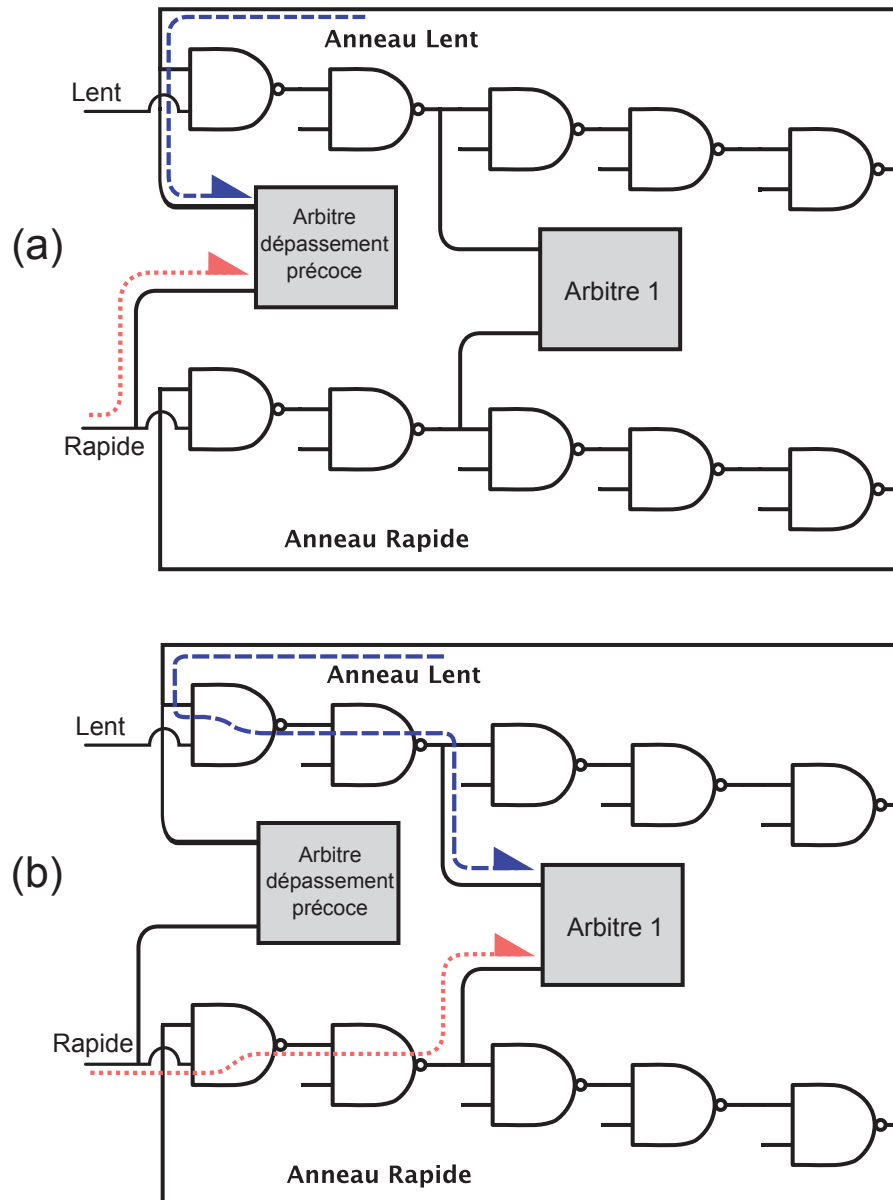 Anneau Lent
Lent
Arbitre
dépassement
précoce
(a)
Arbitre 1
Rapide
Anneau Rapide
Anneau Lent
Lent
Arbitre
dépassement
précoce
(b)
Arbitre 1
Rapide
Anneau Rapide